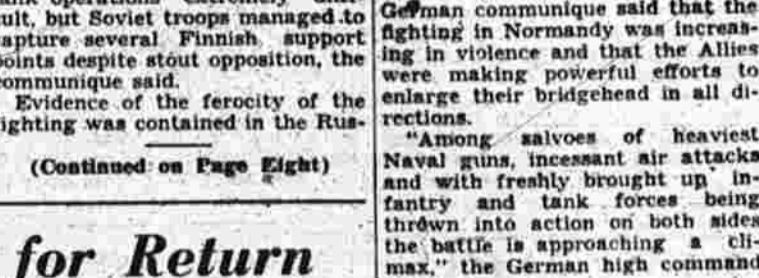 cult, but Soviet troops managed to
capture several Finnish support
points despite stout opposition, the
communique said.
Evidence of the ferocity of the
fighting was contained in the Rus-
(Continued on Page Eight)
for Return
German communique said that the
fighting in Normandy was increas-
ing in violence and that the Allies
were making powerful efforts to
enlarge their bridgehead in all di-
rections.
"Among salvoes of heaviest
Naval guns, incessant air attacks
and with freshly brought up in-
fantry and tank forces being
thrown into action on both sides
the battle is approaching a cli-
max," the German high command